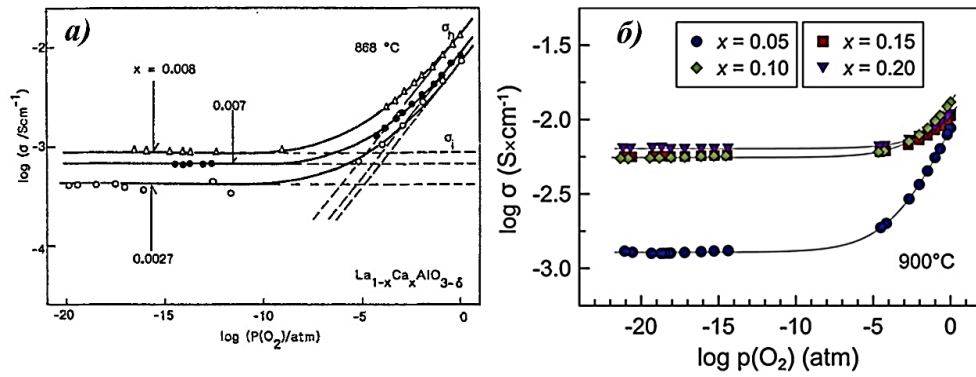 а)
868 °C
x = 0.008
0.007
0.0027
σh
σi
La1-xCaxAlO3-δ
log (σ /Scm⁻¹)
-2
-3
-4
-20
-15
-10
-5
0
log (P(O2)/atm)
б)
x = 0.05
x = 0.15
x = 0.10
x = 0.20
900°C
log σ (S×cm⁻¹)
-1.5
-2.0
-2.5
-3.0
-20
-15
-10
-5
0
log p(O2) (atm)